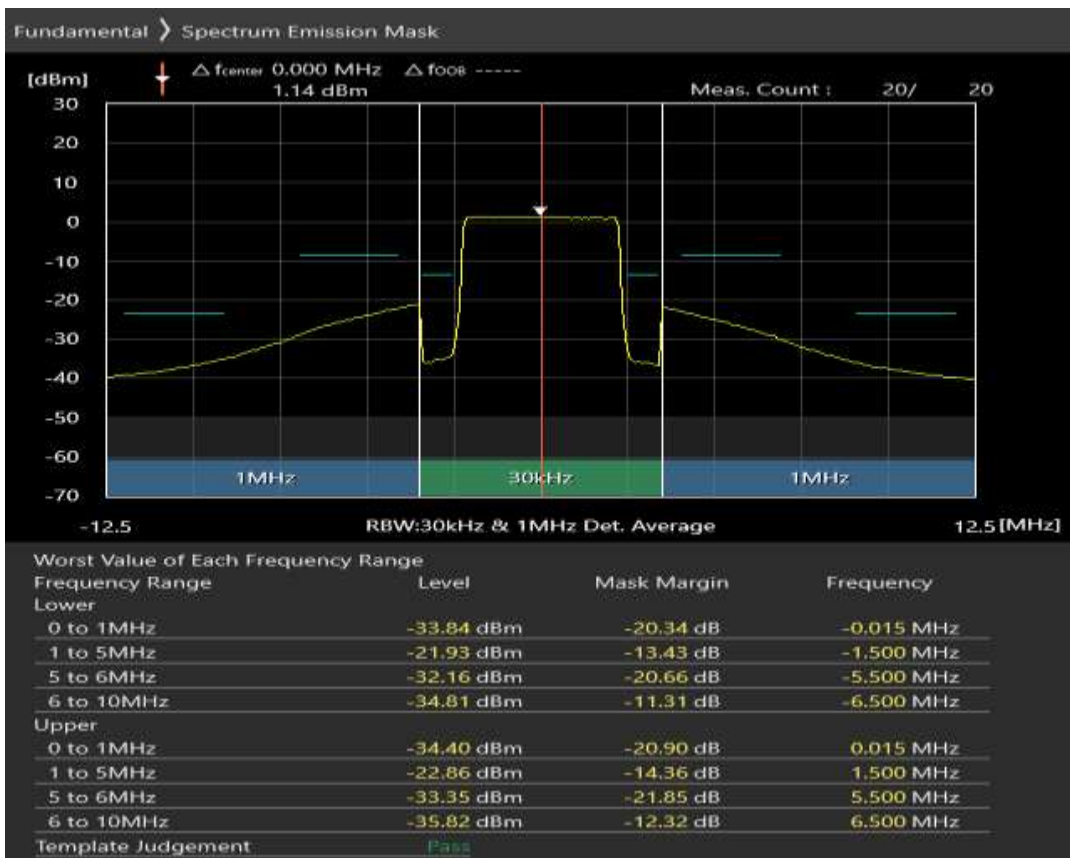 Fundamental ❯ Spectrum Emission Mask
[dBm] Δ fcenter 0.000 MHz Δ fOOB -----
1.14 dBm Meas. Count : 20/ 20
30
20
10
0
-10
-20
-30
-40
-50
-60
-70
1MHz 30kHz 1MHz
-12.5 RBW:30kHz & 1MHz Det. Average 12.5 [MHz]
Worst Value of Each Frequency Range
Frequency Range Level Mask Margin Frequency
Lower
0 to 1MHz -33.84 dBm -20.34 dB -0.015 MHz
1 to 5MHz -21.93 dBm -13.43 dB -1.500 MHz
5 to 6MHz -32.16 dBm -20.66 dB -5.500 MHz
6 to 10MHz -34.81 dBm -11.31 dB -6.500 MHz
Upper
0 to 1MHz -34.40 dBm -20.90 dB 0.015 MHz
1 to 5MHz -22.86 dBm -14.36 dB 1.500 MHz
5 to 6MHz -33.35 dBm -21.85 dB 5.500 MHz
6 to 10MHz -35.82 dBm -12.32 dB 6.500 MHz
Template Judgement Pass